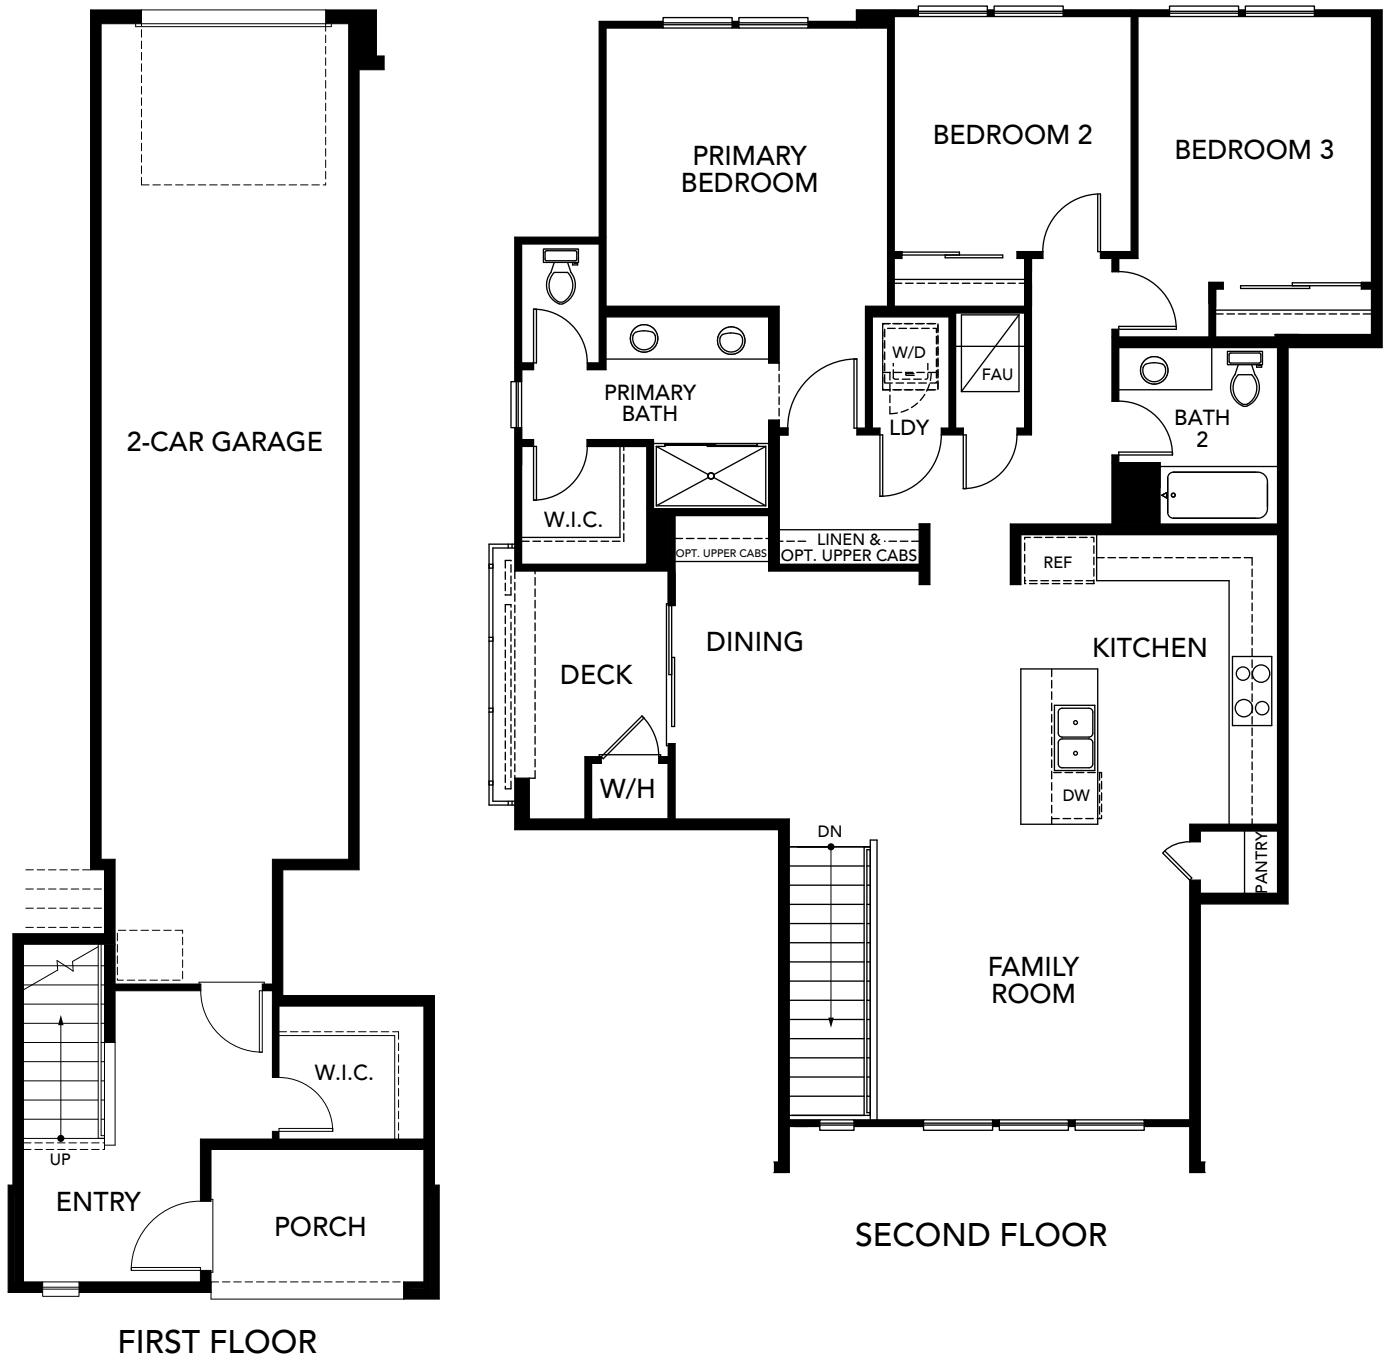 2-CAR GARAGE
W.I.C.
UP
ENTRY
PORCH
FIRST FLOOR
PRIMARY
BEDROOM
BEDROOM 2
BEDROOM 3
W/D
LDY
FAU
PRIMARY
BATH
BATH
2
W.I.C.
OPT. UPPER CABS
LINEN &
OPT. UPPER CABS
REF
DINING
KITCHEN
DECK
W/H
DW
DN
PANTRY
FAMILY
ROOM
SECOND FLOOR